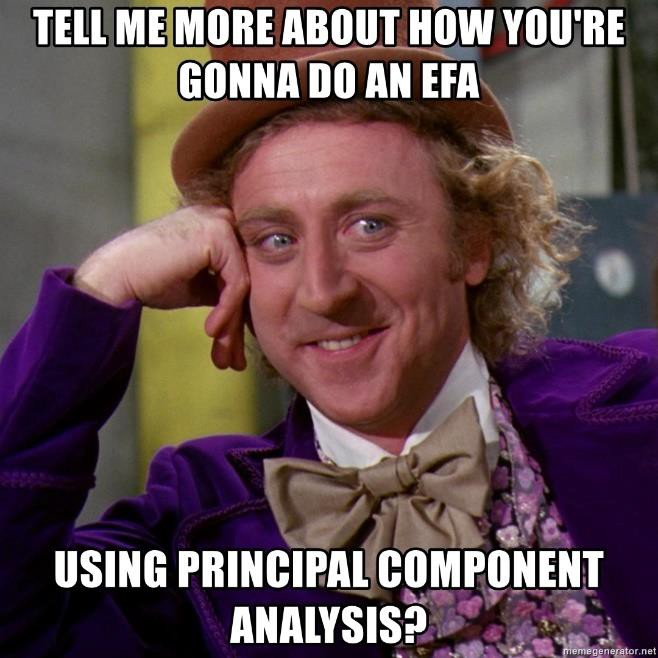 TELL ME MORE ABOUT HOW YOU'RE
GONNA DO AN EFA
USING PRINCIPAL COMPONENT
ANALYSIS?
memegenerator.net